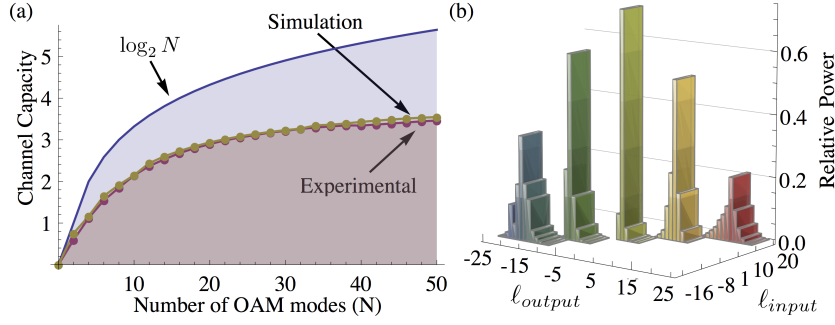 (a)
Simulation
log₂ N
Experimental
Channel Capacity
5
4
3
2
1
0
10
20
30
40
50
Number of OAM modes (N)
(b)
Relative Power
0.6
0.4
0.2
0.0
-25
-15
-5
5
15
25
ℓoutput
-16
-8
1
10
20
ℓinput